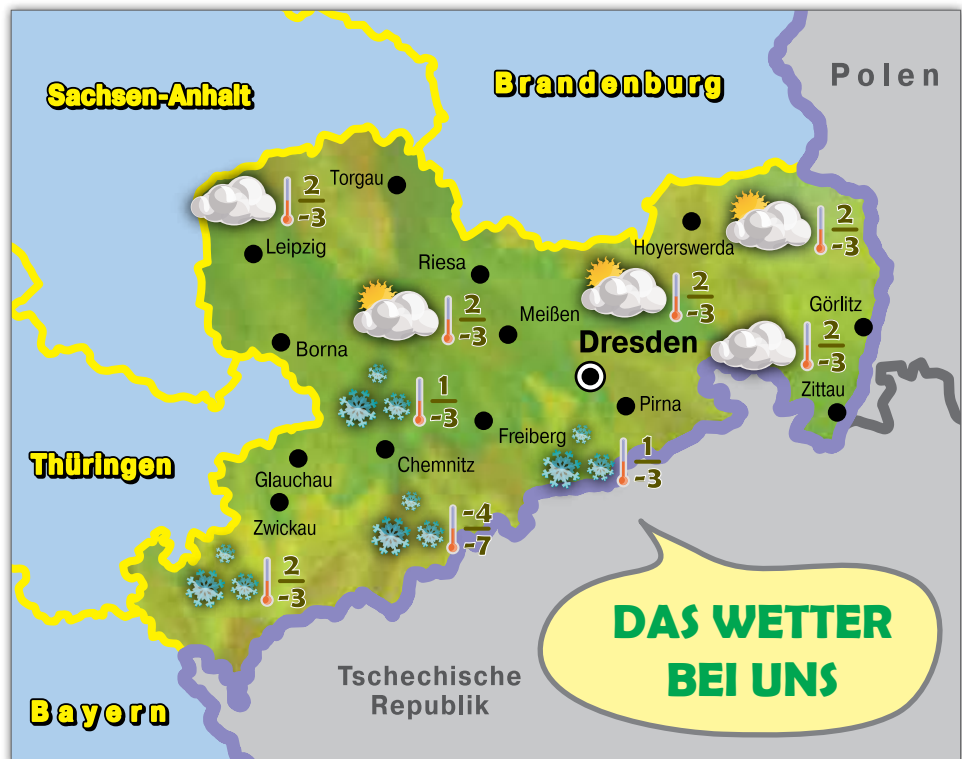 Polen
Brandenburg
Sachsen-Anhalt
Torgau
2
-3
2
-3
Hoyerswerda
Leipzig
Riesa
2
-3
Görlitz
Meißen
2
-3
Dresden
2
-3
Borna
Zittau
1
-3
Pirna
Freiberg
Chemnitz
1
-3
Thüringen
Glauchau
Zwickau
-4
-7
2
-3
DAS WETTER
BEI UNS
Tschechische
Republik
Bayern